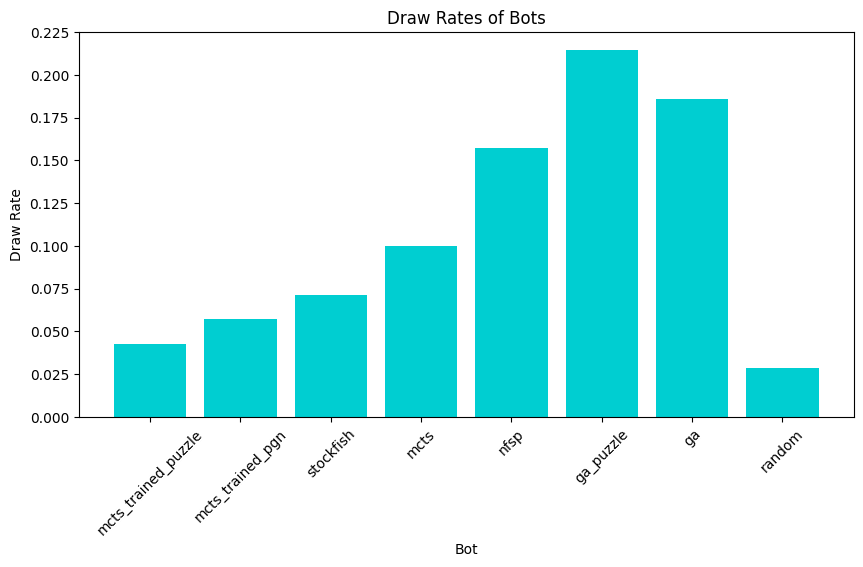 Draw Rates of Bots
Draw Rate
0.225
0.200
0.175
0.150
0.125
0.100
0.075
0.050
0.025
0.000
mcts_trained_puzzle
mcts_trained_pgn
stockfish
mcts
nfsp
ga_puzzle
ga
random
Bot